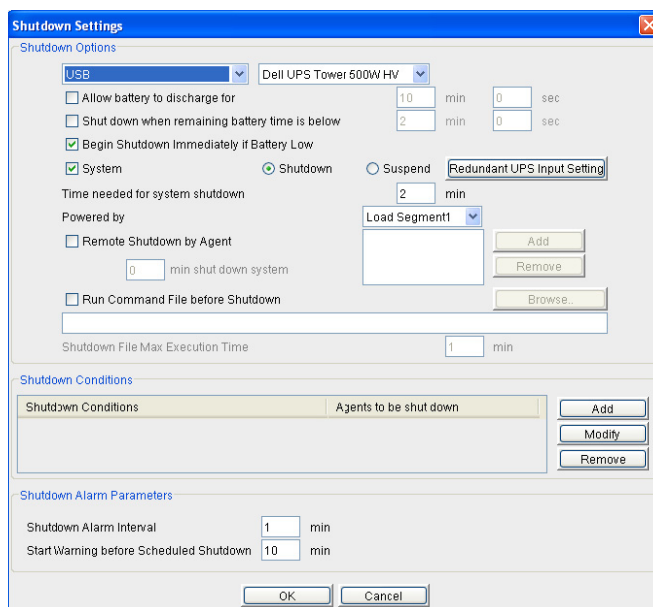 Shutdown Settings
Shutdown Options
USB Dell UPS Tower 500W HV
Allow battery to discharge for 10 min 0 sec
Shut down when remaining battery time is below 2 min 0 sec
Begin Shutdown Immediately if Battery Low
System Shutdown Suspend Redundant UPS Input Setting
Time needed for system shutdown 2 min
Powered by Load Segment1
Remote Shutdown by Agent Add
0 min shut down system Remove
Run Command File before Shutdown Browse..
Shutdown File Max Execution Time 1 min
Shutdown Conditions
Shutdown Conditions Agents to be shut down Add
Modify
Remove
Shutdown Alarm Parameters
Shutdown Alarm Interval 1 min
Start Warning before Scheduled Shutdown 10 min
OK Cancel